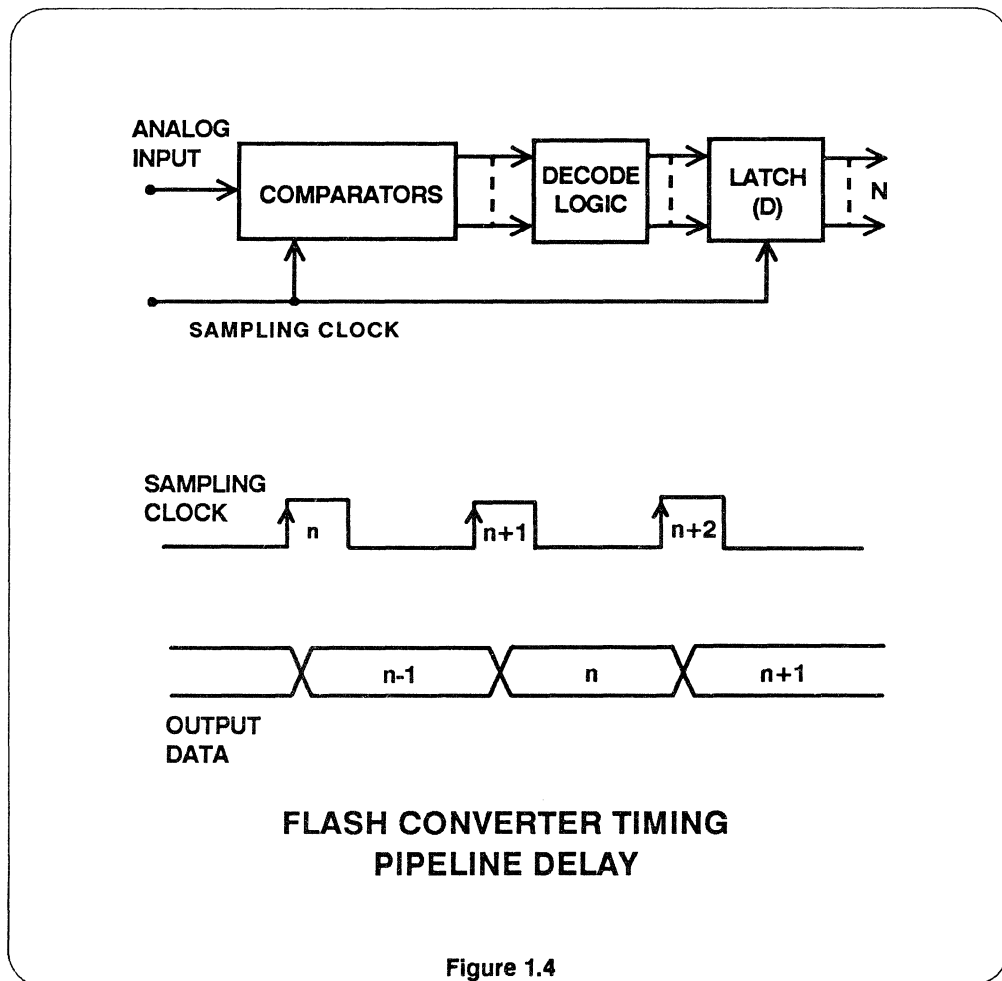 ANALOG
INPUT
COMPARATORS
DECODE
LOGIC
LATCH
(D)
N
SAMPLING CLOCK
SAMPLING
CLOCK
n
n+1
n+2
n-1
n
n+1
OUTPUT
DATA
FLASH CONVERTER TIMING
PIPELINE DELAY
Figure 1.4